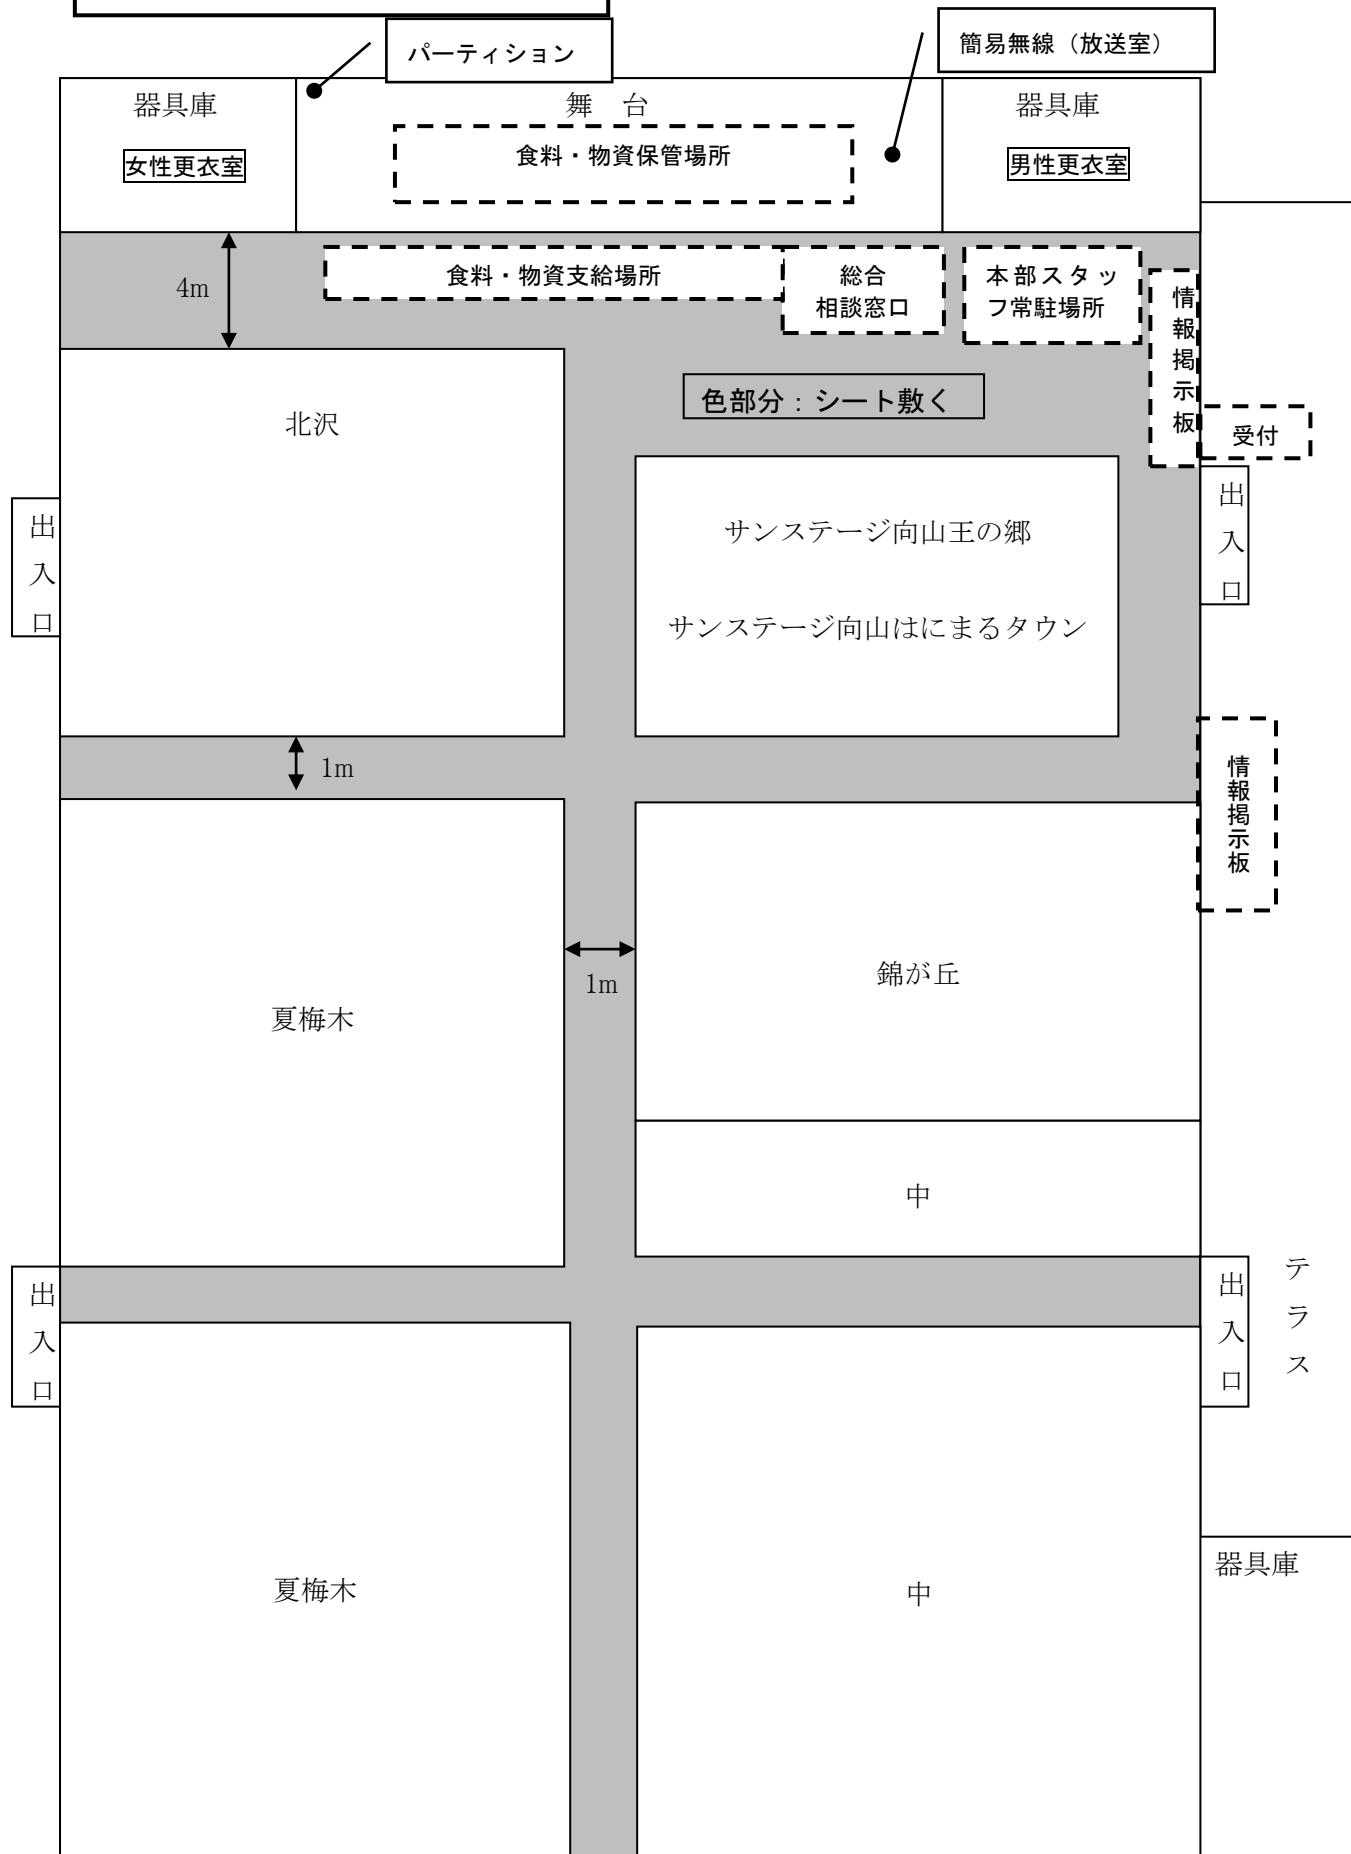 パーティション
簡易無線（放送室）
器具庫
舞　台
器具庫
女性更衣室
食料・物資保管場所
男性更衣室
食料・物資支給場所
総合
相談窓口
本部スタッ
フ常駐場所
情報掲示板
4m
色部分：シート敷く
受付
北沢
出入口
サンステージ向山王の郷
サンステージ向山はにまるタウン
出入口
1m
情報掲示板
夏梅木
1m
錦が丘
中
出入口
出入口
テラス
夏梅木
中
器具庫